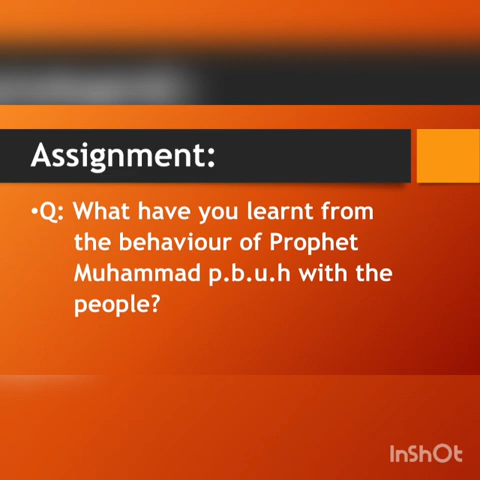 Assignment:
•Q: What have you learnt from
the behaviour of Prophet
Muhammad p.b.u.h with the
people?
InShOt